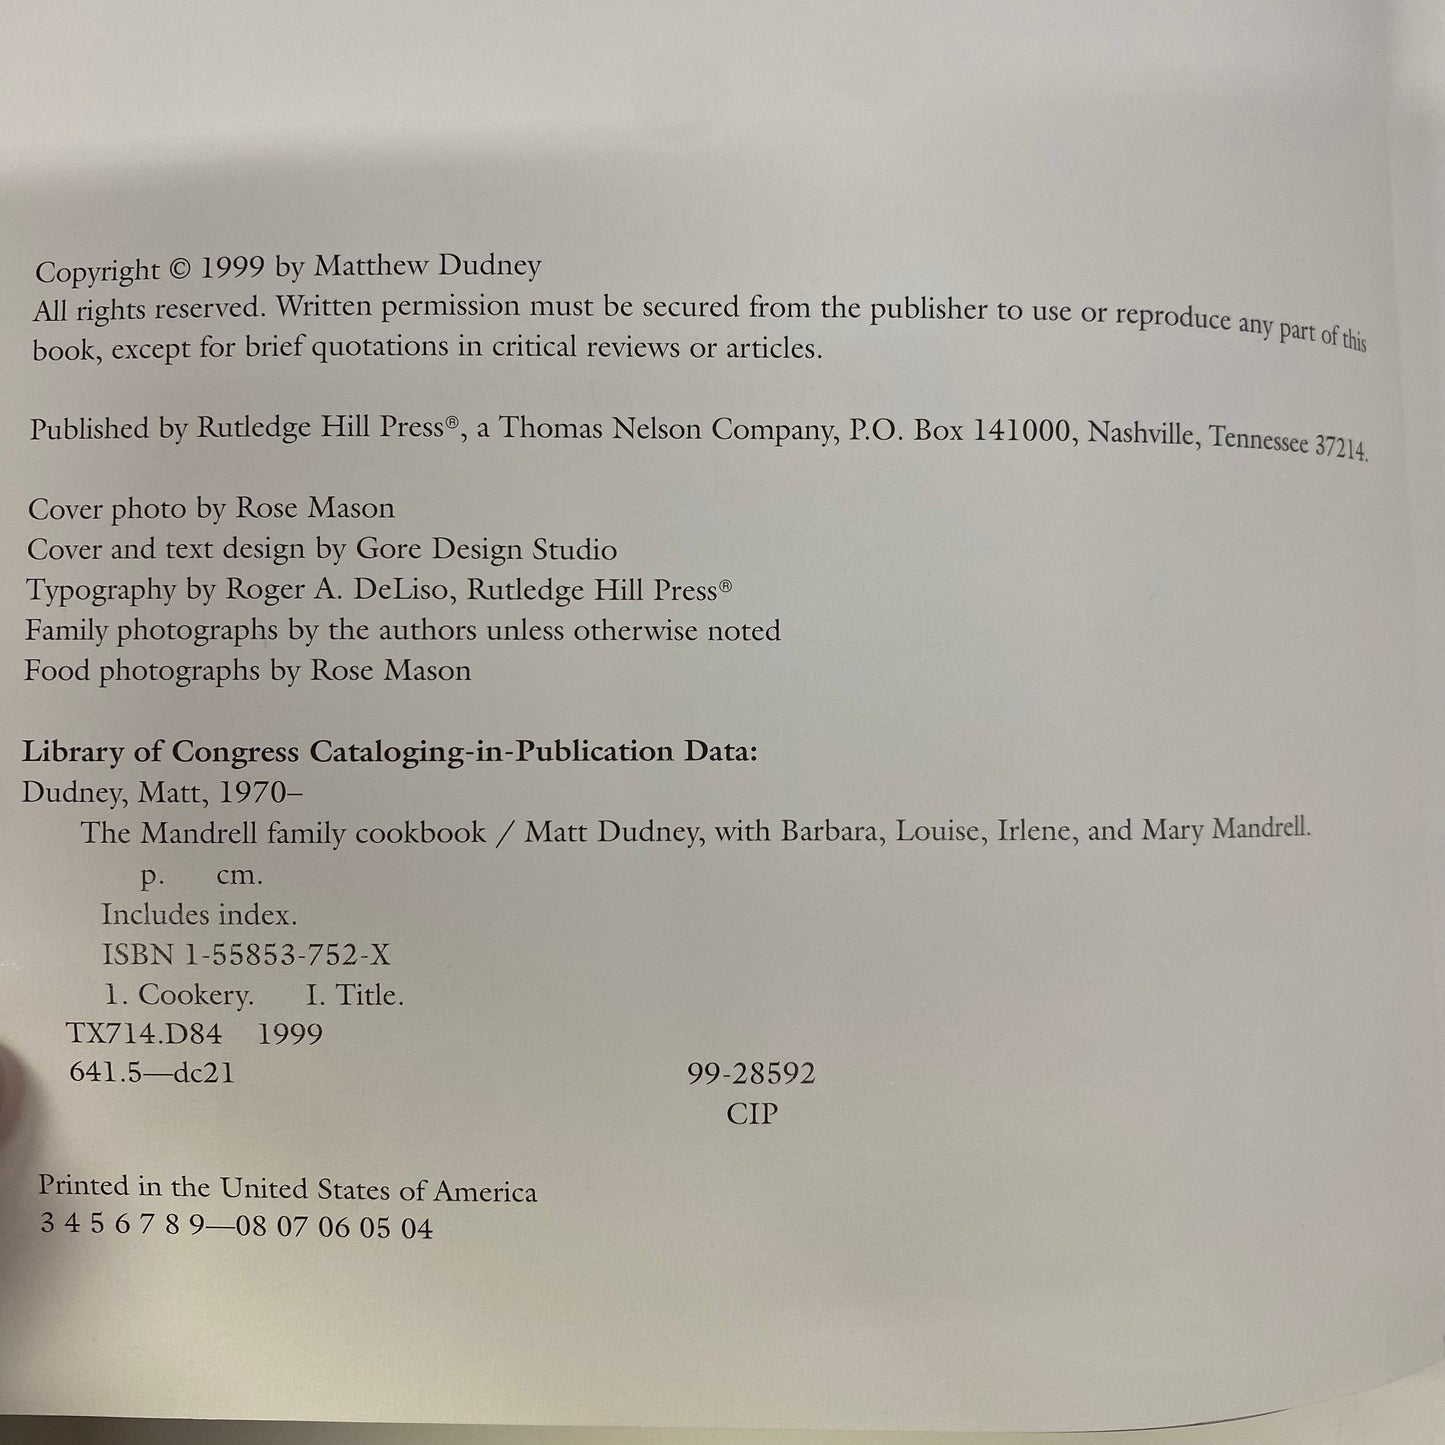 Copyright © 1999 by Matthew Dudney
All rights reserved. Written permission must be secured from the publisher to use or reproduce any part of this
book, except for brief quotations in critical reviews or articles.
Published by Rutledge Hill Press®, a Thomas Nelson Company, P.O. Box 141000, Nashville, Tennessee 37214.
Cover photo by Rose Mason
Cover and text design by Gore Design Studio
Typography by Roger A. DeLiso, Rutledge Hill Press®
Family photographs by the authors unless otherwise noted
Food photographs by Rose Mason
Library of Congress Cataloging-in-Publication Data:
Dudney, Matt, 1970–
The Mandrell family cookbook / Matt Dudney, with Barbara, Louise, Irlene, and Mary Mandrell.
p. cm.
Includes index.
ISBN 1-55853-752-X
1. Cookery. I. Title.
TX714.D84 1999
641.5—dc21 99-28592
CIP
Printed in the United States of America
3 4 5 6 7 8 9—08 07 06 05 04